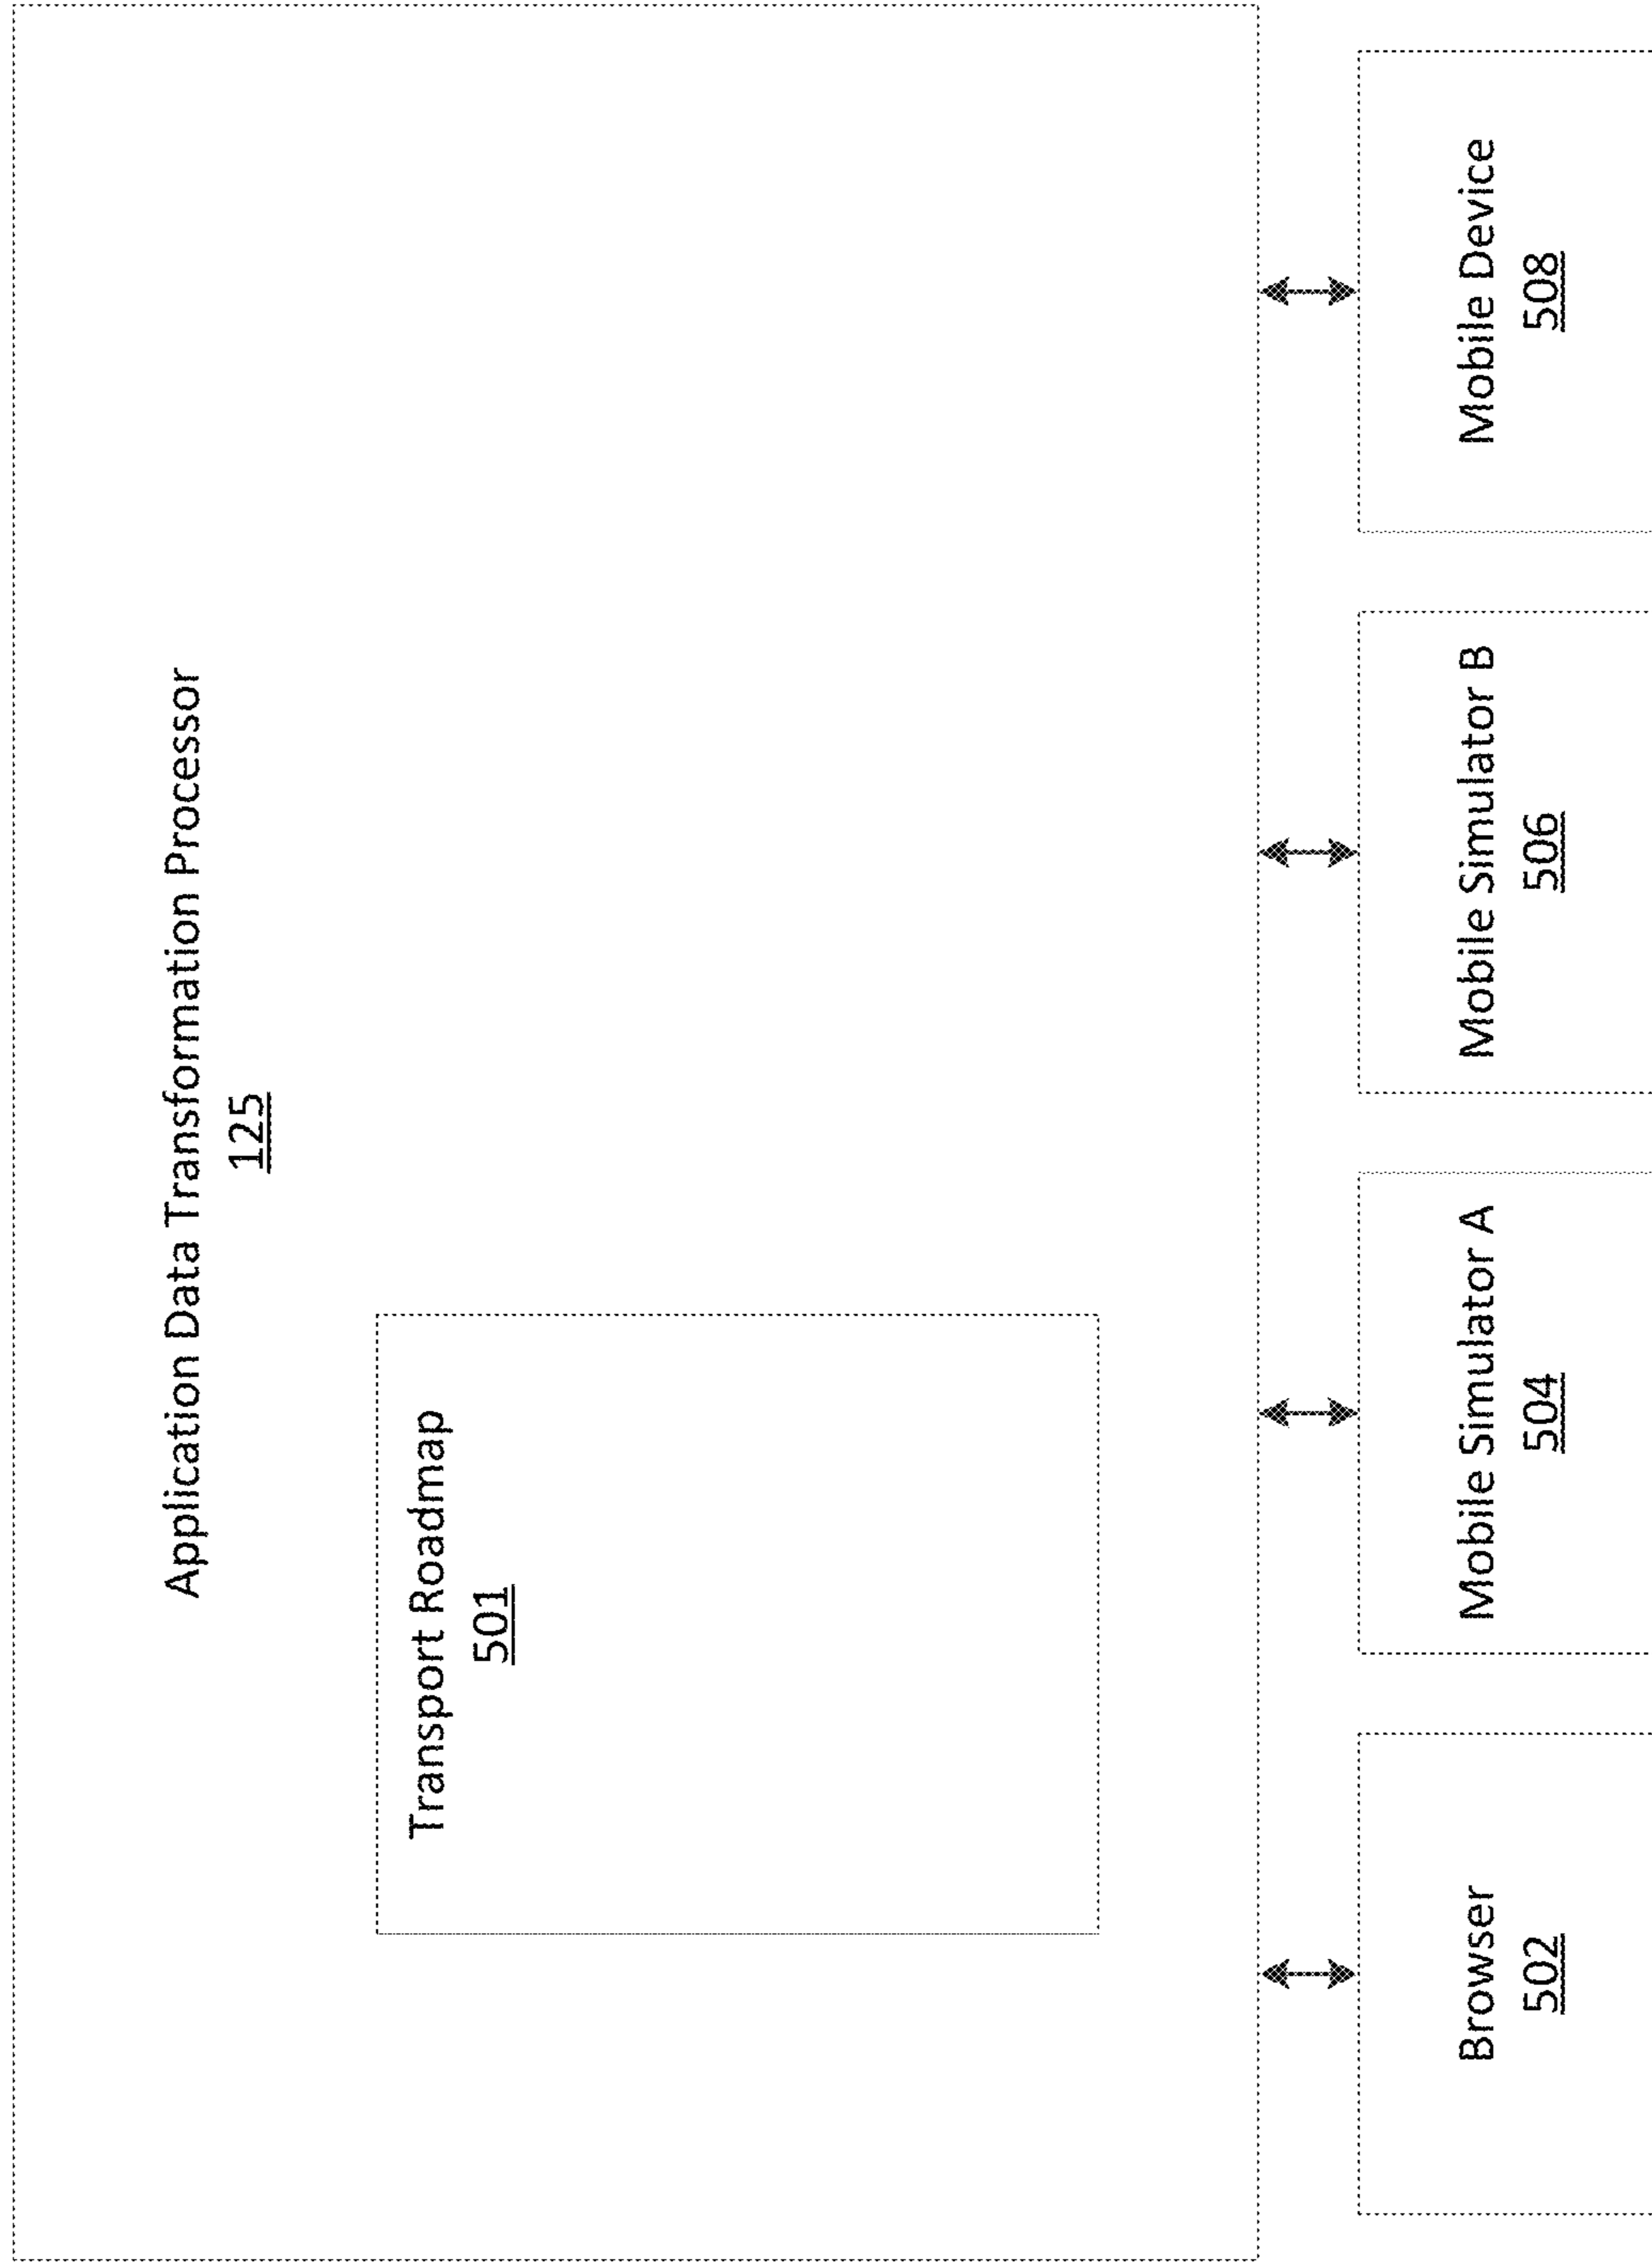 Application Data Transformation Processor
125
Transport Roadmap
501
Browser
502
Mobile Simulator A
504
Mobile Simulator B
506
Mobile Device
508